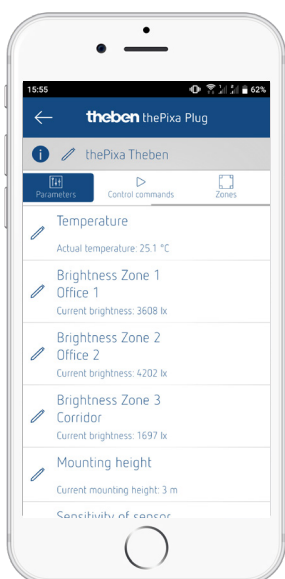 15:55
62%
theben thePixa Plug
i thePixa Theben
Parameters Control commands Zones
Temperature
Actual temperature: 25.1 °C
Brightness Zone 1
Office 1
Current brightness: 3608 lx
Brightness Zone 2
Office 2
Current brightness: 4202 lx
Brightness Zone 3
Corridor
Current brightness: 1697 lx
Mounting height
Current mounting height: 3 m
Sensitivity of sensor